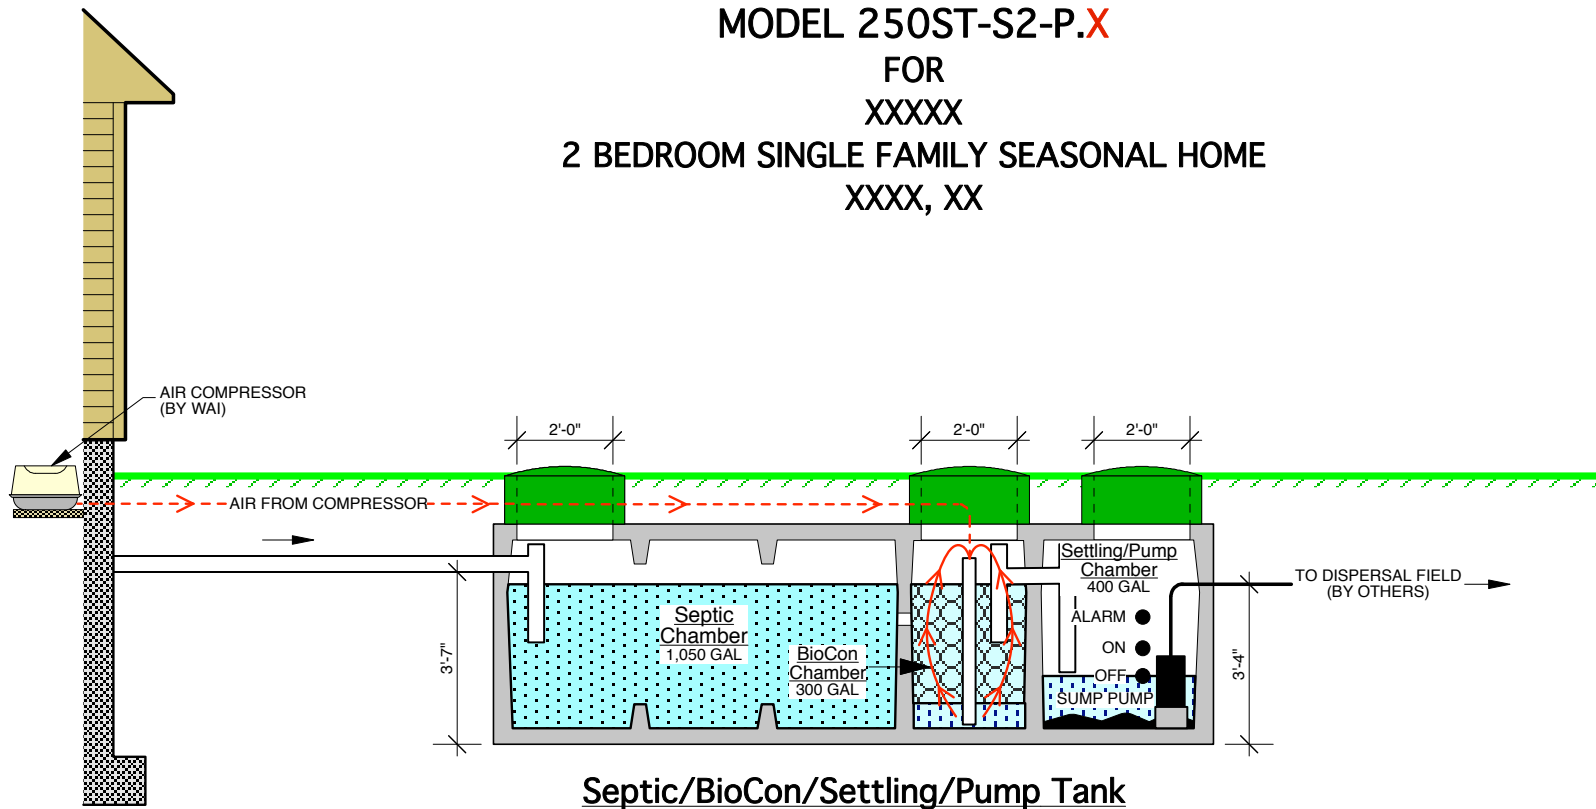 MODEL 250ST-S2-P.X
FOR
XXXXX
2 BEDROOM SINGLE FAMILY SEASONAL HOME
XXXX, XX
AIR COMPRESSOR
(BY WAI)
2'-0"
2'-0"
2'-0"
AIR FROM COMPRESSOR
Settling/Pump
Chamber
400 GAL
TO DISPERSAL FIELD
(BY OTHERS)
ALARM
ON
OFF
SUMP PUMP
Septic
Chamber
1,050 GAL
BioCon
Chamber
300 GAL
3'-7"
3'-4"
Septic/BioCon/Settling/Pump Tank